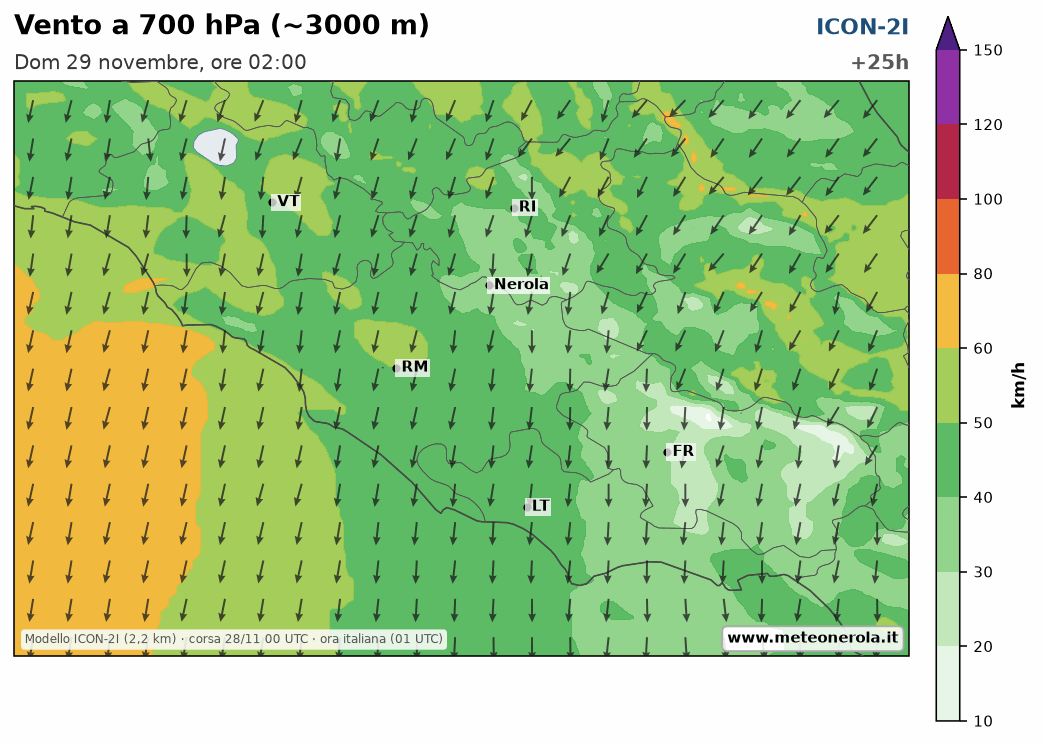 Vento a 700 hPa (~3000 m)
ICON-2I
Dom 29 novembre, ore 02:00
+25h
150
120
100
80
60
50
40
30
20
10
km/h
VT
RI
Nerola
RM
FR
LT
Modello ICON-2I (2,2 km) · corsa 28/11 00 UTC · ora italiana (01 UTC)
www.meteonerola.it